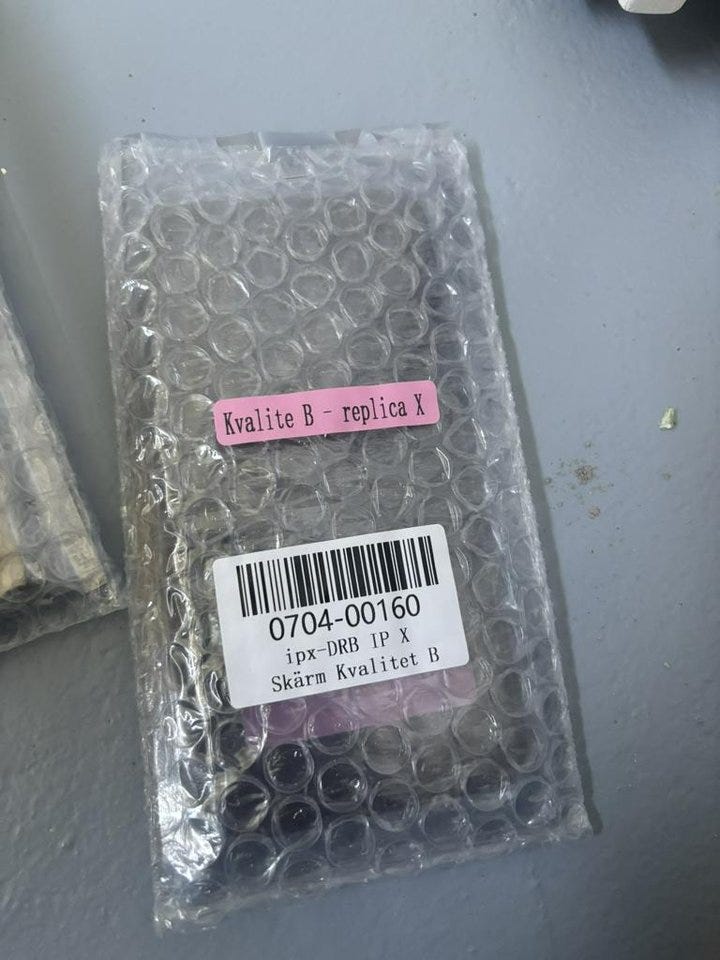 Kvalite B - replica X
0704-00160
ipx-DRB IP X
Skärm Kvalitet B